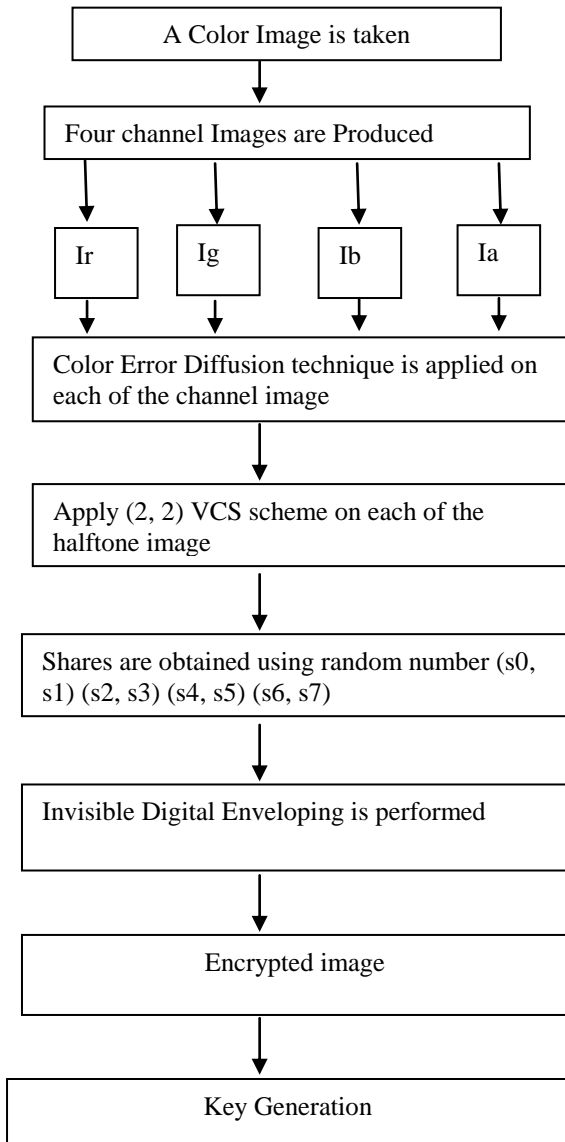 A Color Image is taken
Four channel Images are Produced
Ir
Ig
Ib
Ia
Color Error Diffusion technique is applied on
each of the channel image
Apply (2, 2) VCS scheme on each of the
halftone image
Shares are obtained using random number (s0,
s1) (s2, s3) (s4, s5) (s6, s7)
Invisible Digital Enveloping is performed
Encrypted image
Key Generation